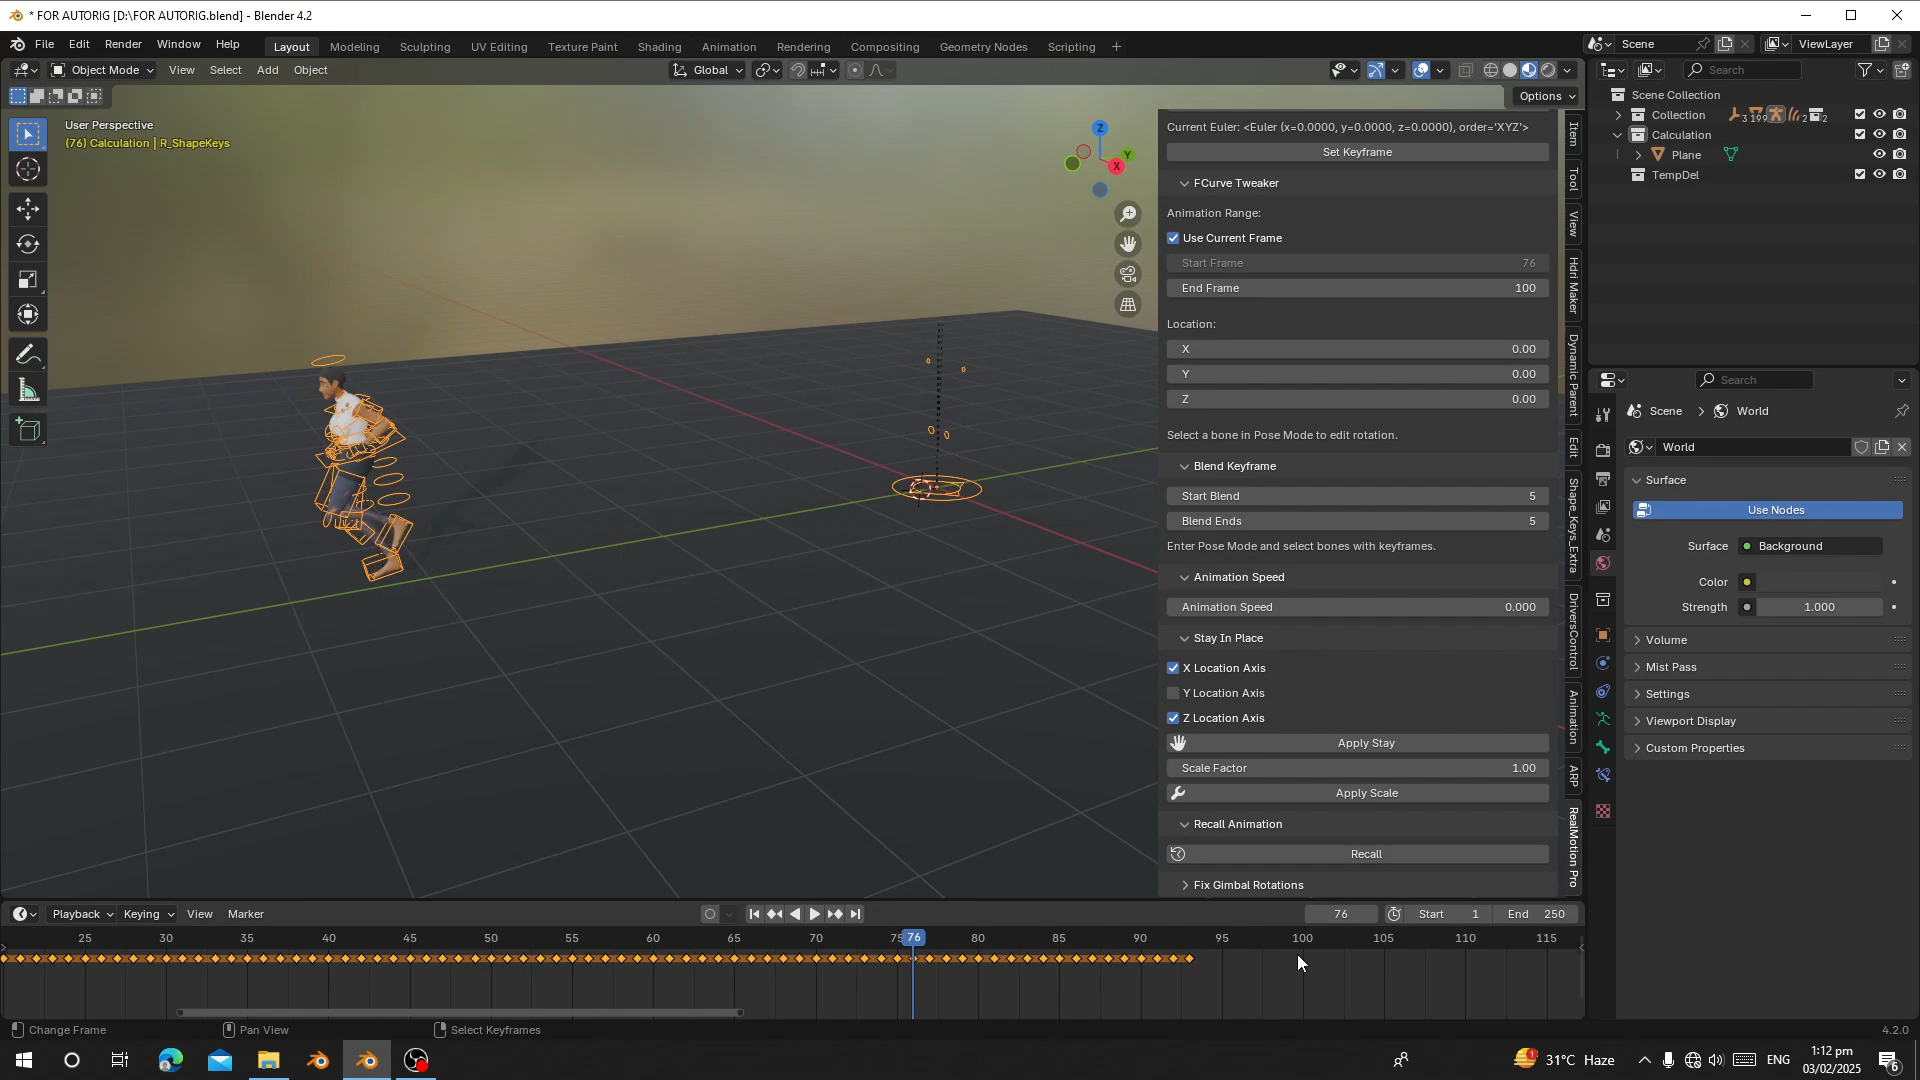 * FOR AUTORIG [D:\FOR AUTORIG.blend] - Blender 4.2
File Edit Render Window Help Layout Modeling Sculpting UV Editing Texture Paint Shading Animation Rendering Compositing Geometry Nodes Scripting + Scene ViewLayer
Object Mode View Select Add Object Global Search
Options
User Perspective
(76) Calculation | R_ShapeKeys
Z
Y
X
Current Euler: <Euler (x=0.0000, y=0.0000, z=0.0000), order='XYZ'>
Set Keyframe
FCurve Tweaker
Animation Range:
Use Current Frame
Start Frame 76
End Frame 100
Location:
X 0.00
Y 0.00
Z 0.00
Select a bone in Pose Mode to edit rotation.
Blend Keyframe
Start Blend 5
Blend Ends 5
Enter Pose Mode and select bones with keyframes.
Animation Speed
Animation Speed 0.000
Stay In Place
X Location Axis
Y Location Axis
Z Location Axis
Apply Stay
Scale Factor 1.00
Apply Scale
Recall Animation
Recall
Fix Gimbal Rotations
Item
Tool
View
Hdri Maker
Dynamic Parent
Edit
Shape_Keys_Extra
DriversControl
Animation
ARP
RealMotion Pro
Scene Collection
Collection 3 199 2 2
Calculation
Plane
TempDel
Search
Scene > World
World
Surface
Use Nodes
Surface Background
Color
Strength 1.000
Volume
Mist Pass
Settings
Viewport Display
Custom Properties
Playback Keying View Marker 76 Start 1 End 250
25 30 35 40 45 50 55 60 65 70 75 76 80 85 90 95 100 105 110 115
Change Frame Pan View Select Keyframes 4.2.0
31°C Haze ENG 1:12 pm
03/02/2025
6